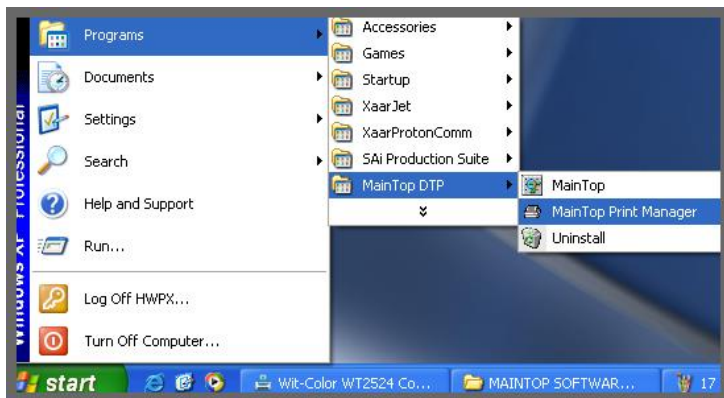 Programs
Documents
Settings
Search
Help and Support
Run...
Log Off HWPX...
Turn Off Computer...
Windows XP Professional
Accessories
Games
Startup
XaarJet
XaarProtonComm
SAi Production Suite
MainTop DTP
MainTop
MainTop Print Manager
Uninstall
start
Wit-Color WT2524 Co...
MAINTOP SOFTWAR...
17